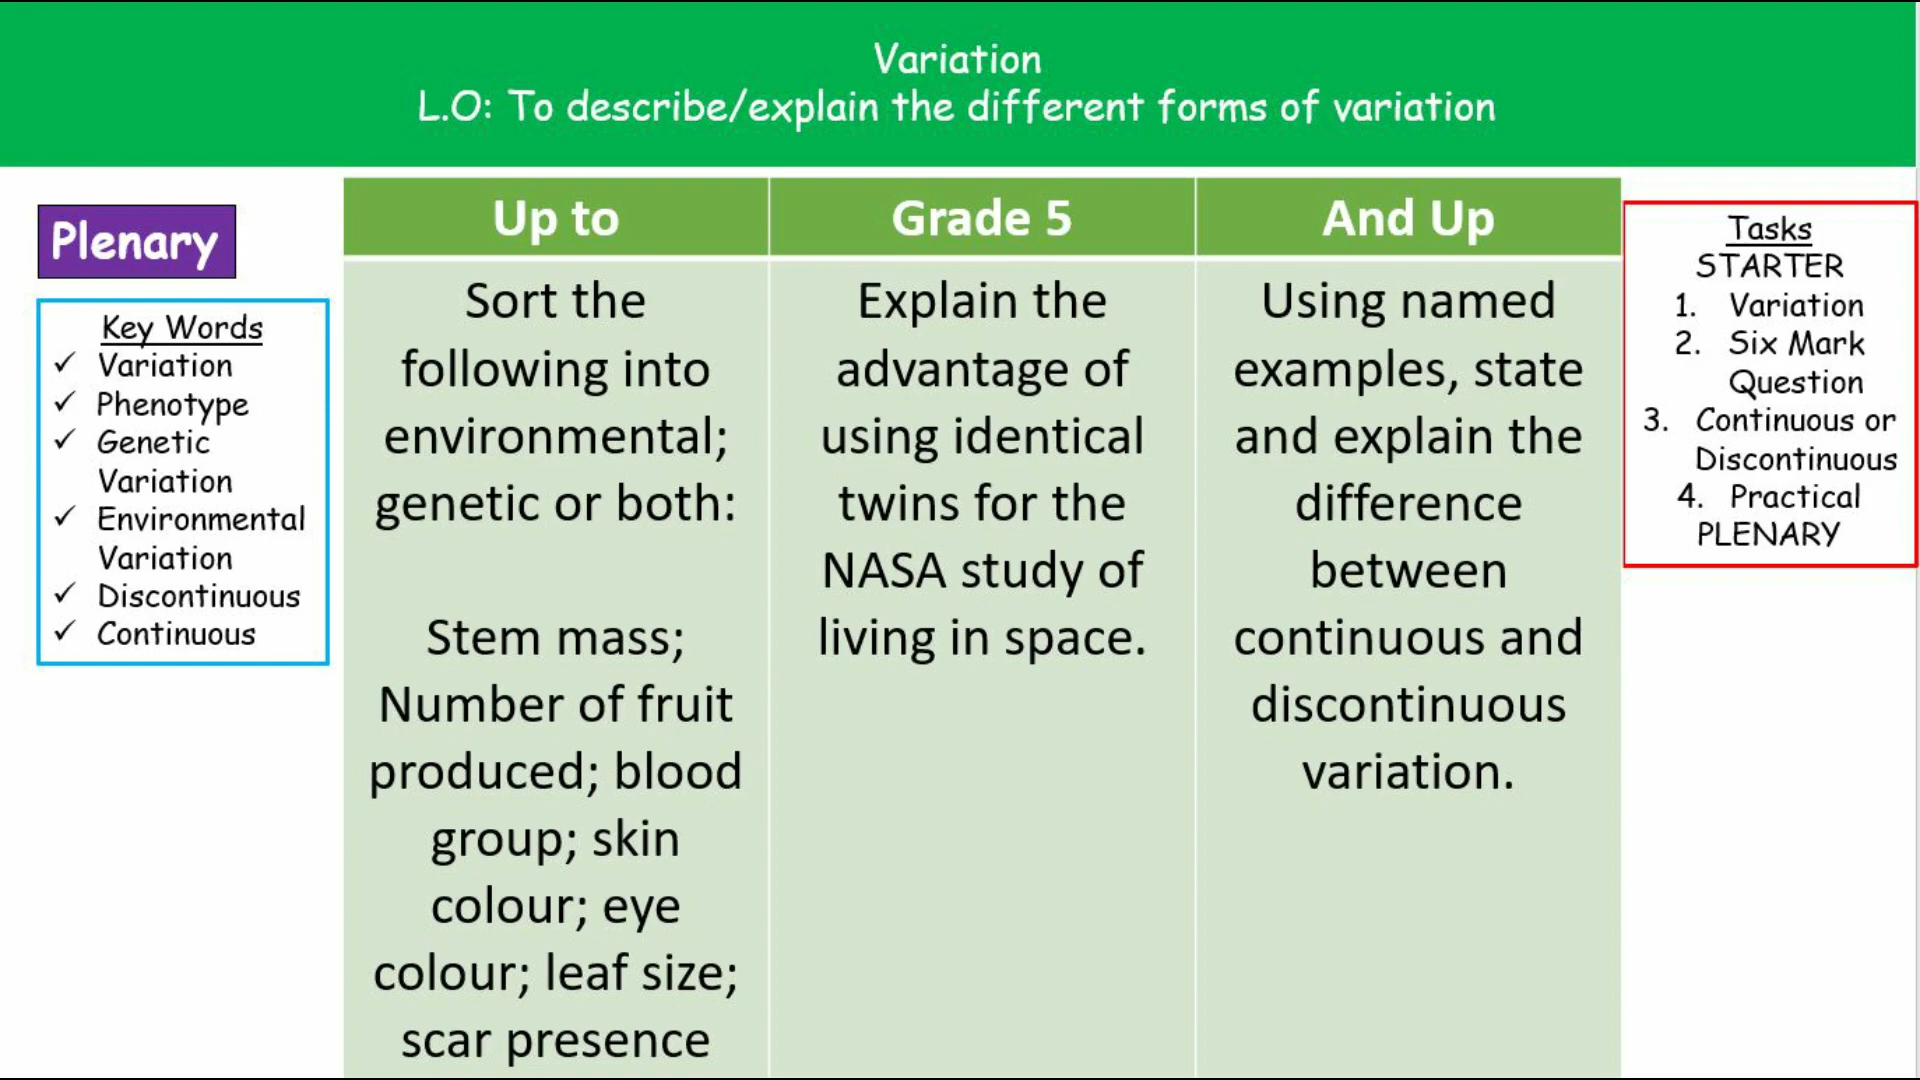 Variation
L.O: To describe/explain the different forms of variation
Plenary
Key Words
✓ Variation
✓ Phenotype
✓ Genetic
Variation
✓ Environmental
Variation
✓ Discontinuous
✓ Continuous
Up to
Sort the
following into
environmental;
genetic or both:
Stem mass;
Number of fruit
produced; blood
group; skin
colour; eye
colour; leaf size;
scar presence
Grade 5
Explain the
advantage of
using identical
twins for the
NASA study of
living in space.
And Up
Using named
examples, state
and explain the
difference
between
continuous and
discontinuous
variation.
Tasks
STARTER
1. Variation
2. Six Mark
Question
3. Continuous or
Discontinuous
4. Practical
PLENARY